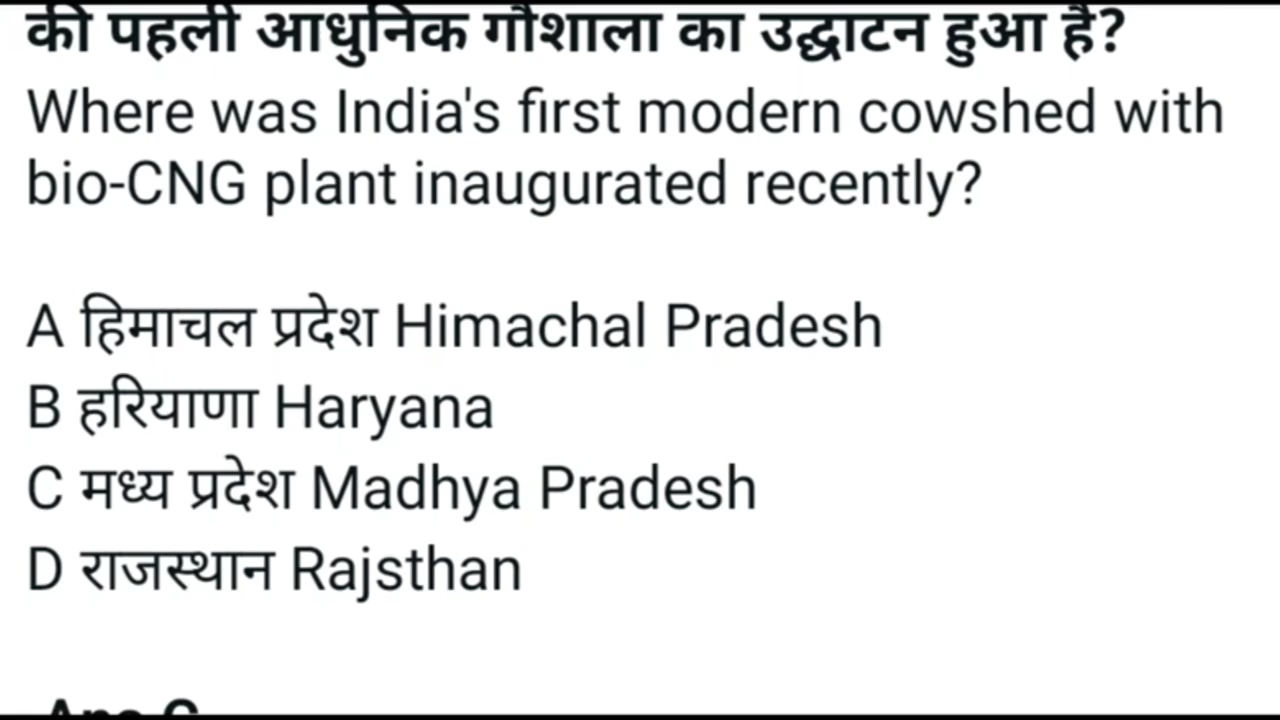 की पहली आधुनिक गौशाला का उद्घाटन हुआ है?
Where was India's first modern cowshed with
bio-CNG plant inaugurated recently?
A हिमाचल प्रदेश Himachal Pradesh
B हरियाणा Haryana
C मध्य प्रदेश Madhya Pradesh
D राजस्थान Rajsthan